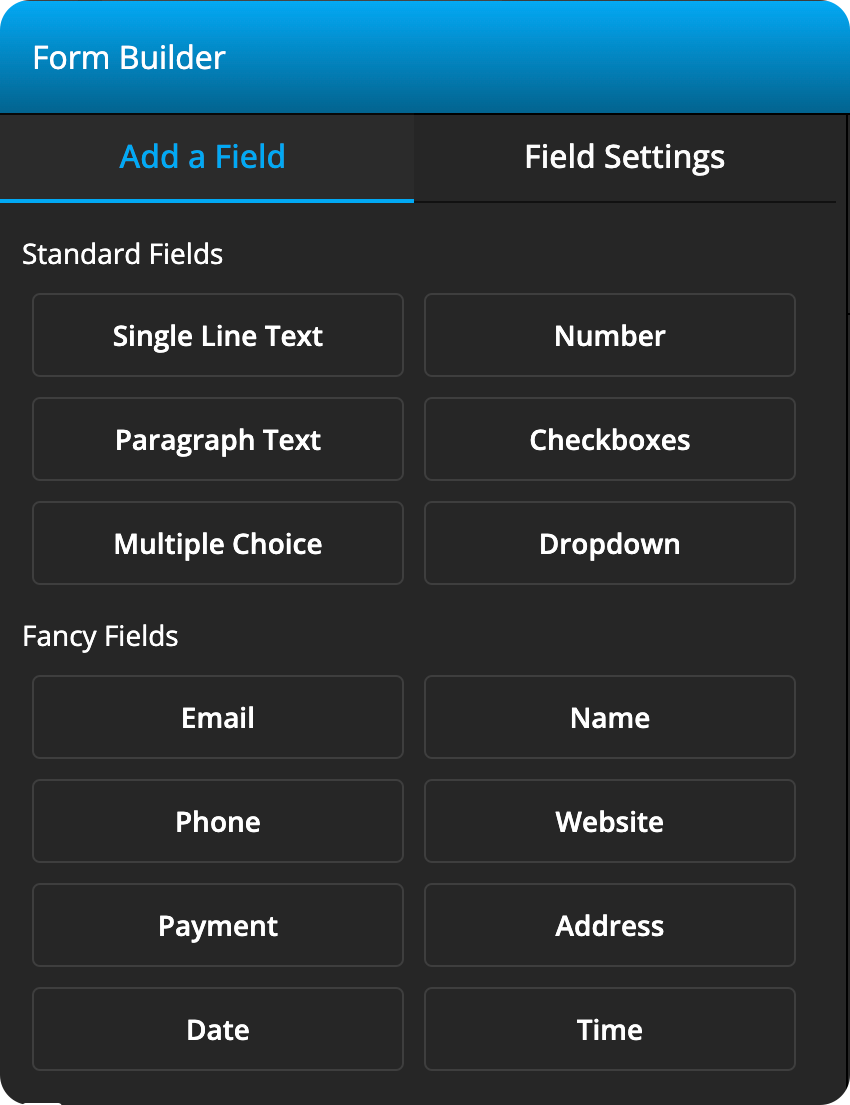 Form Builder
Add a Field Field Settings
Standard Fields
Single Line Text Number
Paragraph Text Checkboxes
Multiple Choice Dropdown
Fancy Fields
Email Name
Phone Website
Payment Address
Date Time